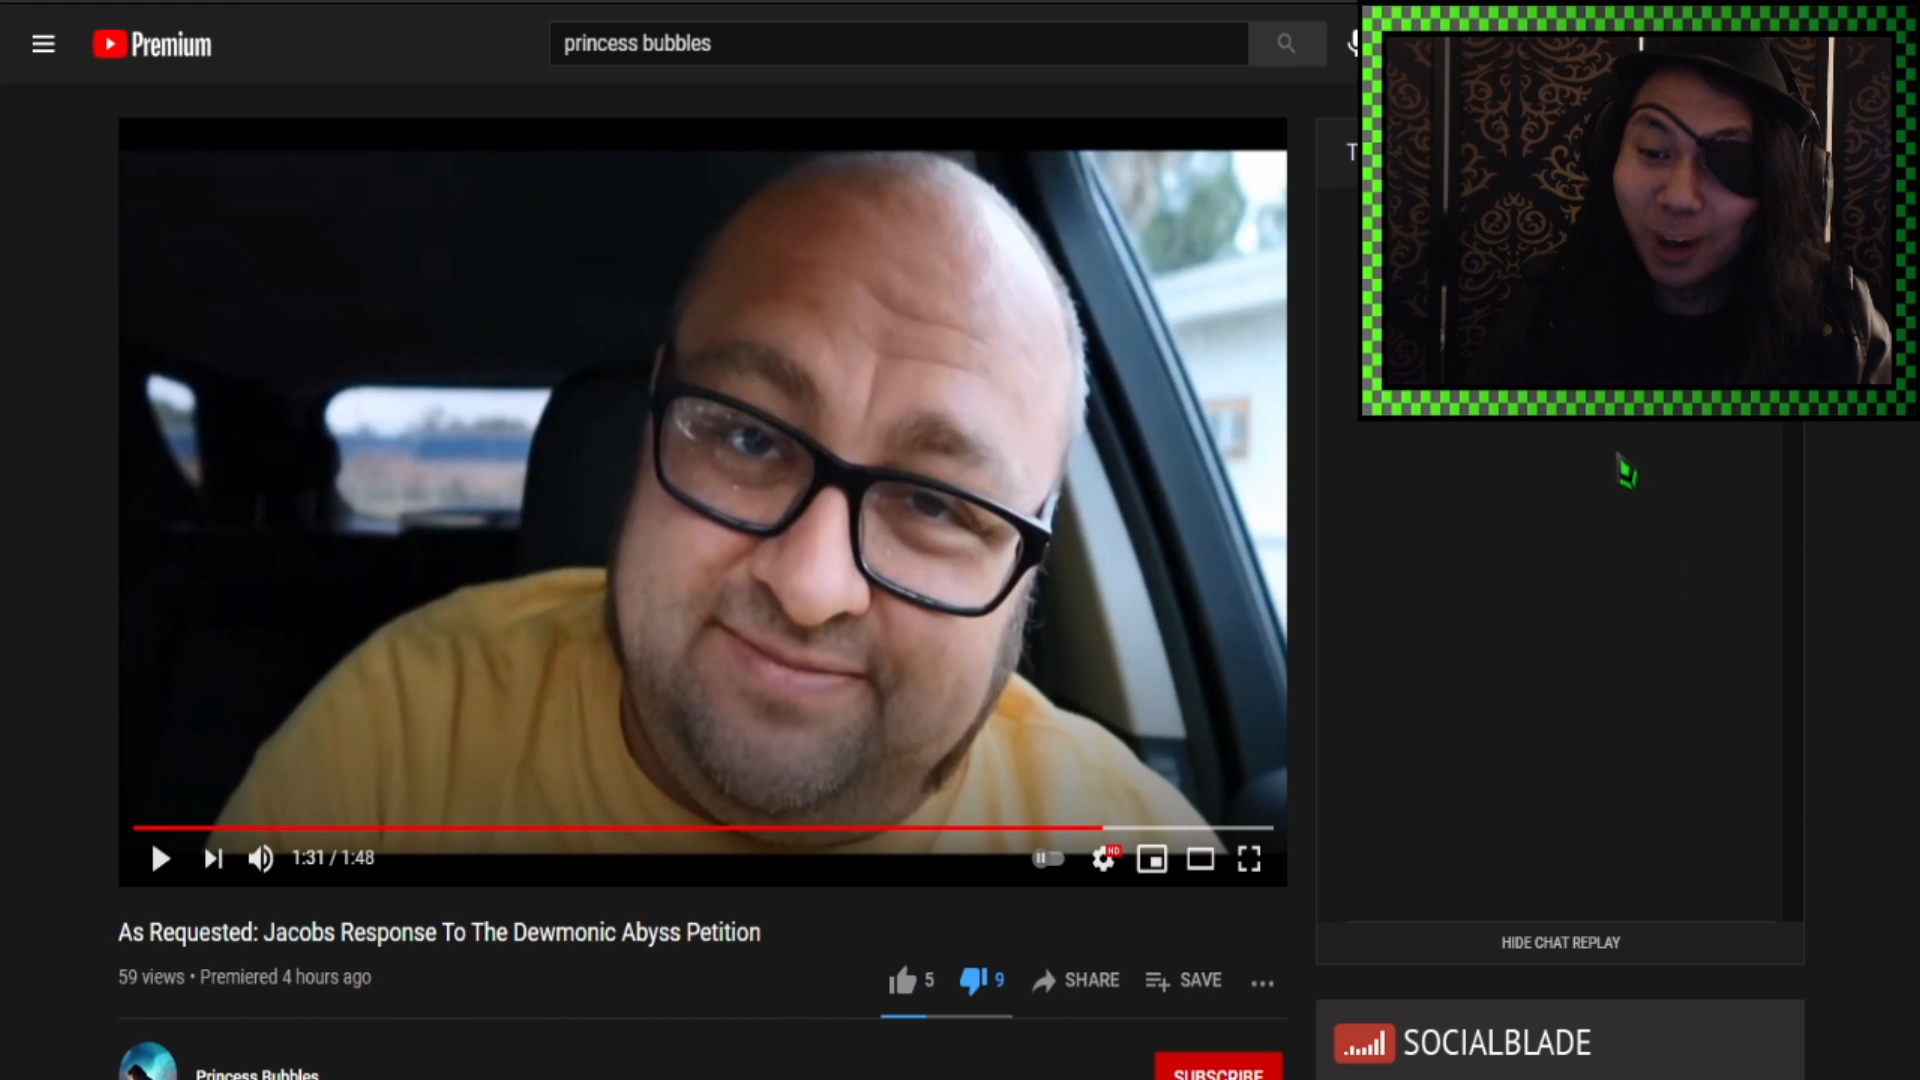 Premium
princess bubbles
T
HD
1:31 / 1:48
As Requested: Jacobs Response To The Dewmonic Abyss Petition
59 views • Premiered 4 hours ago
5
9
SHARE
SAVE
HIDE CHAT REPLAY
SOCIALBLADE
Princess Bubbles
SUBSCRIBE